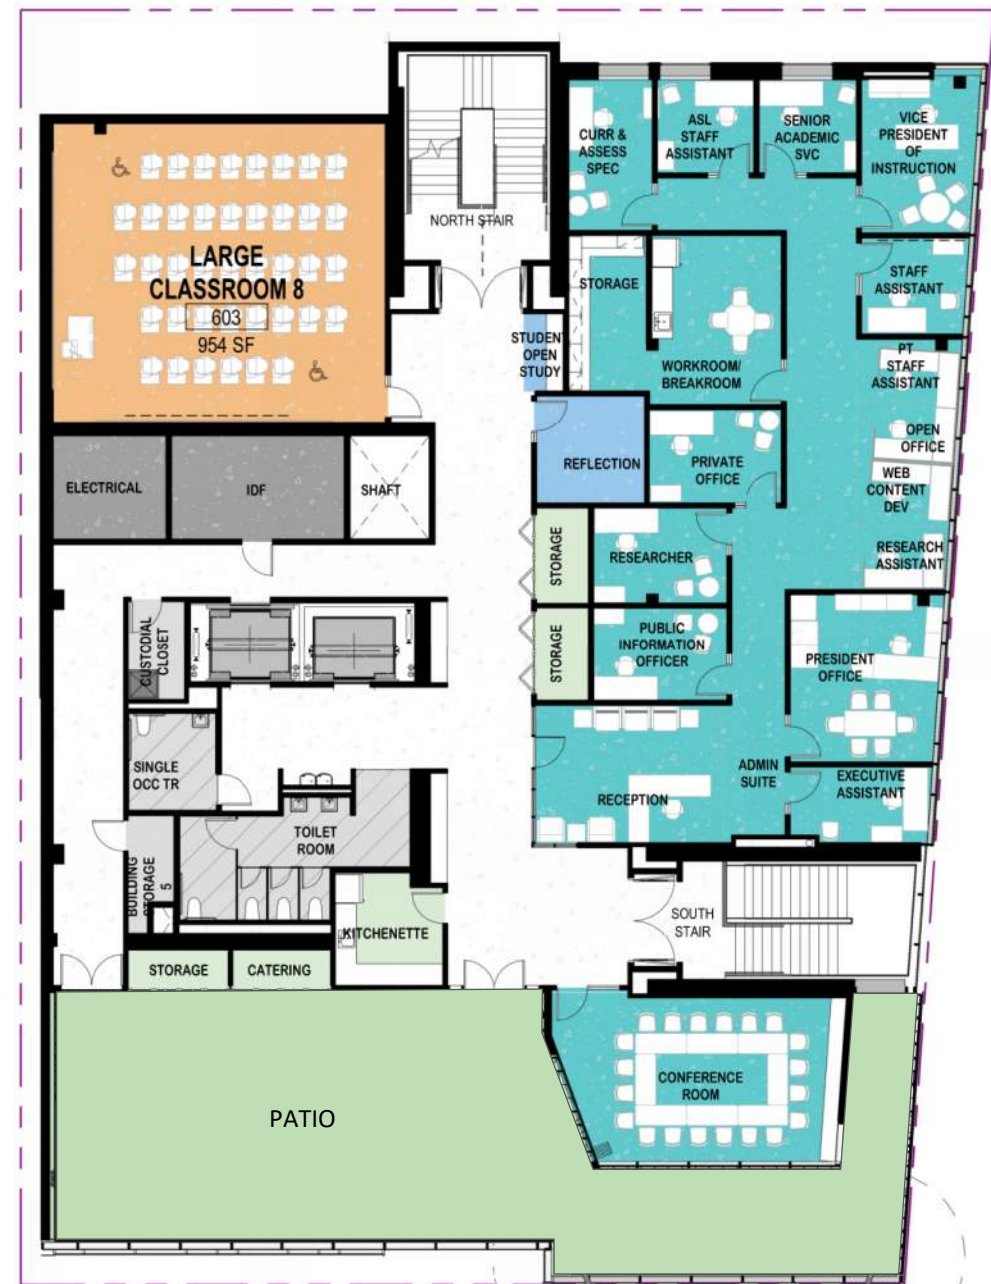 CURR &
ASSESS
SPEC
ASL
STAFF
ASSISTANT
SENIOR
ACADEMIC
SVC
VICE
PRESIDENT
OF
INSTRUCTION
NORTH STAIR
LARGE
CLASSROOM 8
603
954 SF
STORAGE
STAFF
ASSISTANT
STUDENT
OPEN
STUDY
WORKROOM/
BREAKROOM
PT
STAFF
ASSISTANT
OPEN
OFFICE
ELECTRICAL
IDF
SHAFT
REFLECTION
PRIVATE
OFFICE
WEB
CONTENT
DEV
STORAGE
RESEARCHER
RESEARCH
ASSISTANT
CUSTODIAL
CLOSET
STORAGE
PUBLIC
INFORMATION
OFFICER
PRESIDENT
OFFICE
SINGLE
OCC TR
ADMIN
SUITE
EXECUTIVE
ASSISTANT
RECEPTION
TOILET
ROOM
BUILDING
STORAGE
5
KITCHENETTE
SOUTH
STAIR
STORAGE
CATERING
CONFERENCE
ROOM
PATIO